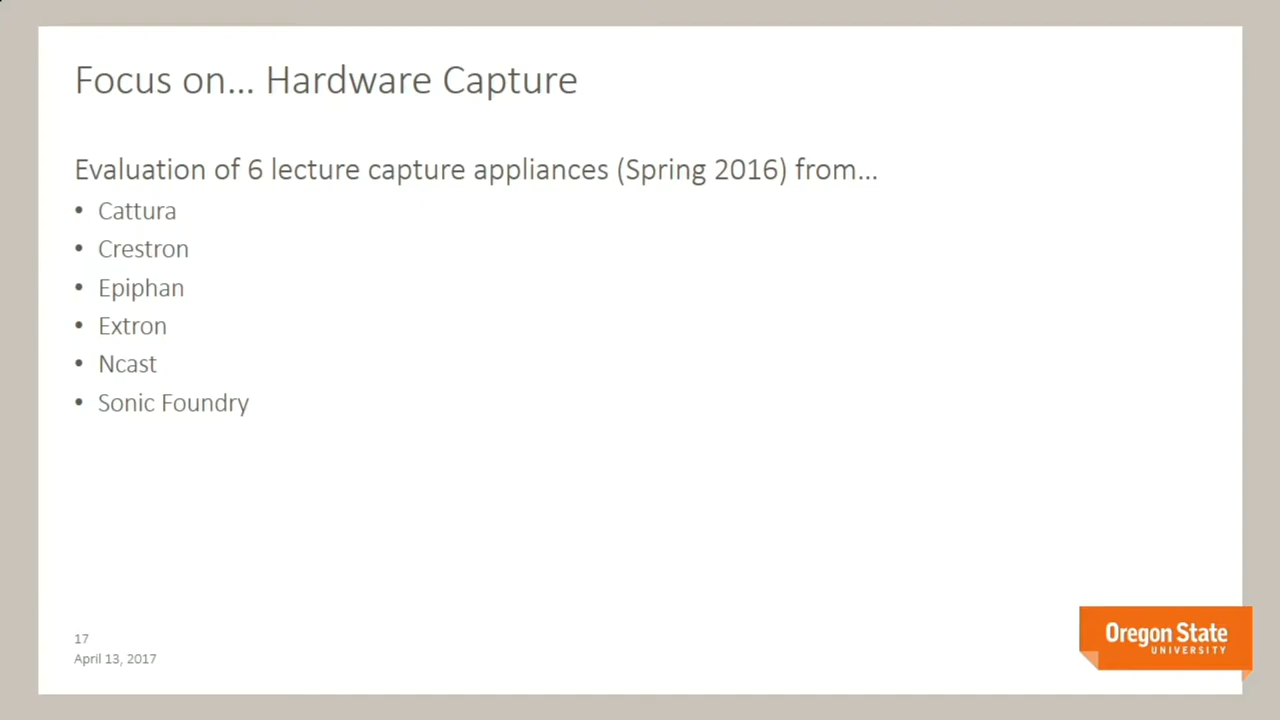 Focus on... Hardware Capture
Evaluation of 6 lecture capture appliances (Spring 2016) from...
• Cattura
• Crestron
• Epiphan
• Extron
• Ncast
• Sonic Foundry
17
April 13, 2017
Oregon State
UNIVERSITY